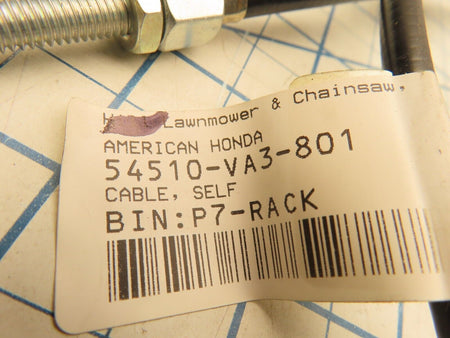 Lawnmower & Chainsaw,
AMERICAN HONDA
54510-VA3-801
CABLE, SELF
BIN:P7-RACK